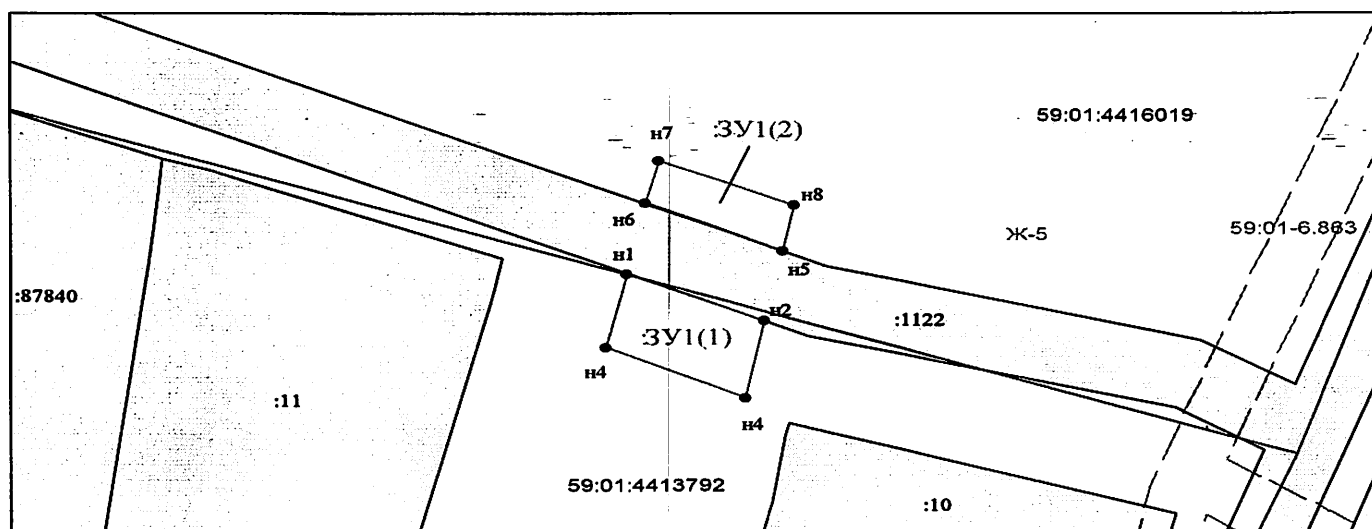 59:01:4416019
:ЗУ1(2)
н7
н8
н6
Ж-5
59:01-6.863
н5
н1
:87840
н2
:1122
:ЗУ1(1)
н4
:11
н4
59:01:4413792
:10